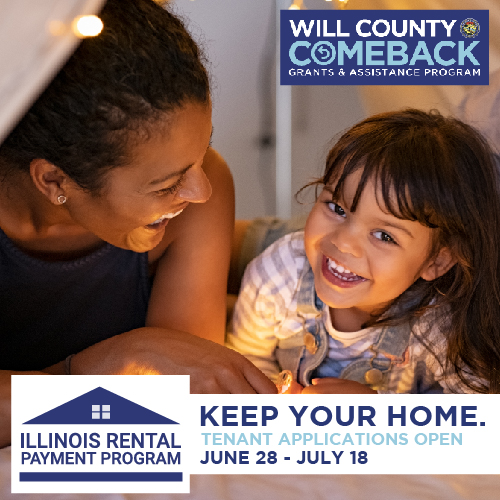 WILL COUNTY
COMEBACK
GRANTS & ASSISTANCE PROGRAM
ILLINOIS RENTAL
PAYMENT PROGRAM
KEEP YOUR HOME.
TENANT APPLICATIONS OPEN
JUNE 28 - JULY 18